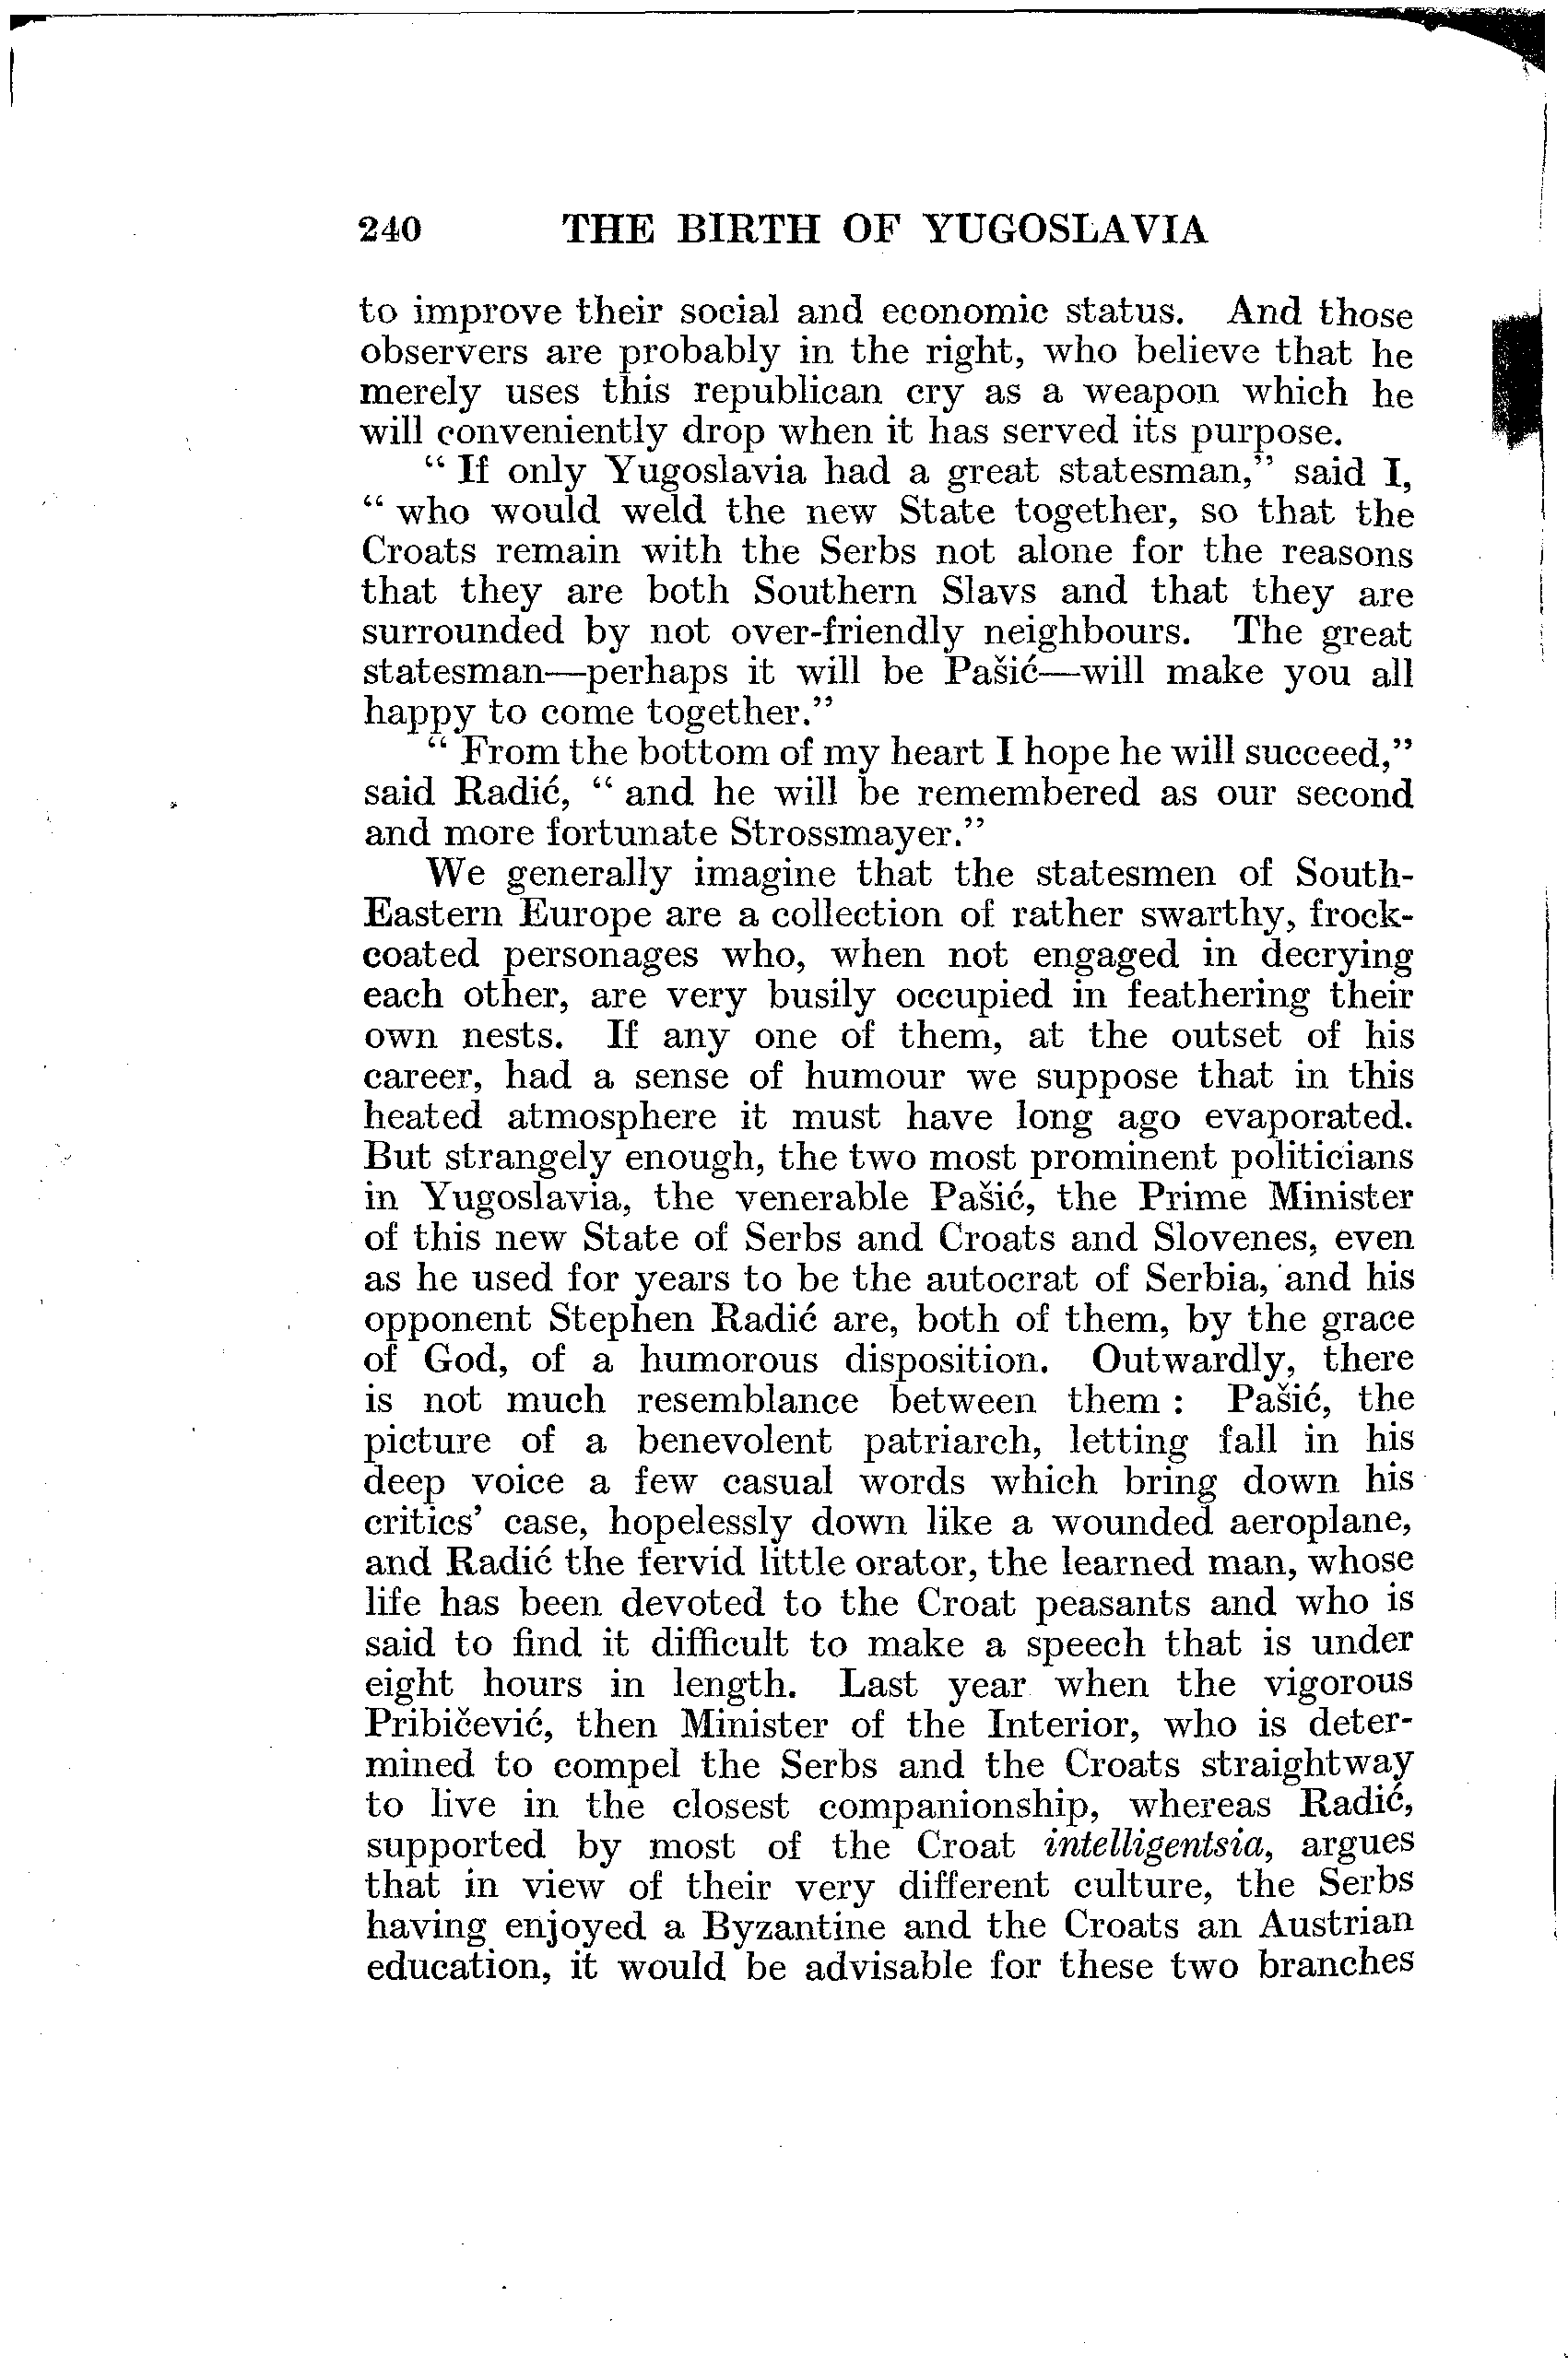 240 THE BIRTH OF YUGOSLAVIA
to improve their social and economic status. And those
observers are probably in the right, who believe that he
merely uses this republican cry as a weapon which he
will conveniently drop when it has served its purpose.
“ If only Yugoslavia had a great statesman,” said I,
“ who would weld the new State together, so that the
Croats remain with the Serbs not alone for the reasons
that they are both Southern Slavs and that they are
surrounded by not over-friendly neighbours. The great
statesman—perhaps it will be Pašić—will make you all
happy to come together.”
“ From the bottom of my heart I hope he will succeed,”
said Radić, “ and he will be remembered as our second
and more fortunate Strossmayer.”
We generally imagine that the statesmen of South-
Eastern Europe are a collection of rather swarthy, frock-
coated personages who, when not engaged in decrying
each other, are very busily occupied in feathering their
own nests. If any one of them, at the outset of his
career, had a sense of humour we suppose that in this
heated atmosphere it must have long ago evaporated.
But strangely enough, the two most prominent politicians
in Yugoslavia, the venerable Pašić, the Prime Minister
of this new State of Serbs and Croats and Slovenes, even
as he used for years to be the autocrat of Serbia, and his
opponent Stephen Radić are, both of them, by the grace
of God, of a humorous disposition. Outwardly, there
is not much resemblance between them : Pašić, the
picture of a benevolent patriarch, letting fall in his
deep voice a few casual words which bring down his
critics’ case, hopelessly down like a wounded aeroplane,
and Radić the fervid little orator, the learned man, whose
life has been devoted to the Croat peasants and who is
said to find it difficult to make a speech that is under
eight hours in length. Last year when the vigorous
Pribičević, then Minister of the Interior, who is deter-
mined to compel the Serbs and the Croats straightway
to live in the closest companionship, whereas Radić,
supported by most of the Croat intelligentsia, argues
that in view of their very different culture, the Serbs
having enjoyed a Byzantine and the Croats an Austrian
education, it would be advisable for these two branches